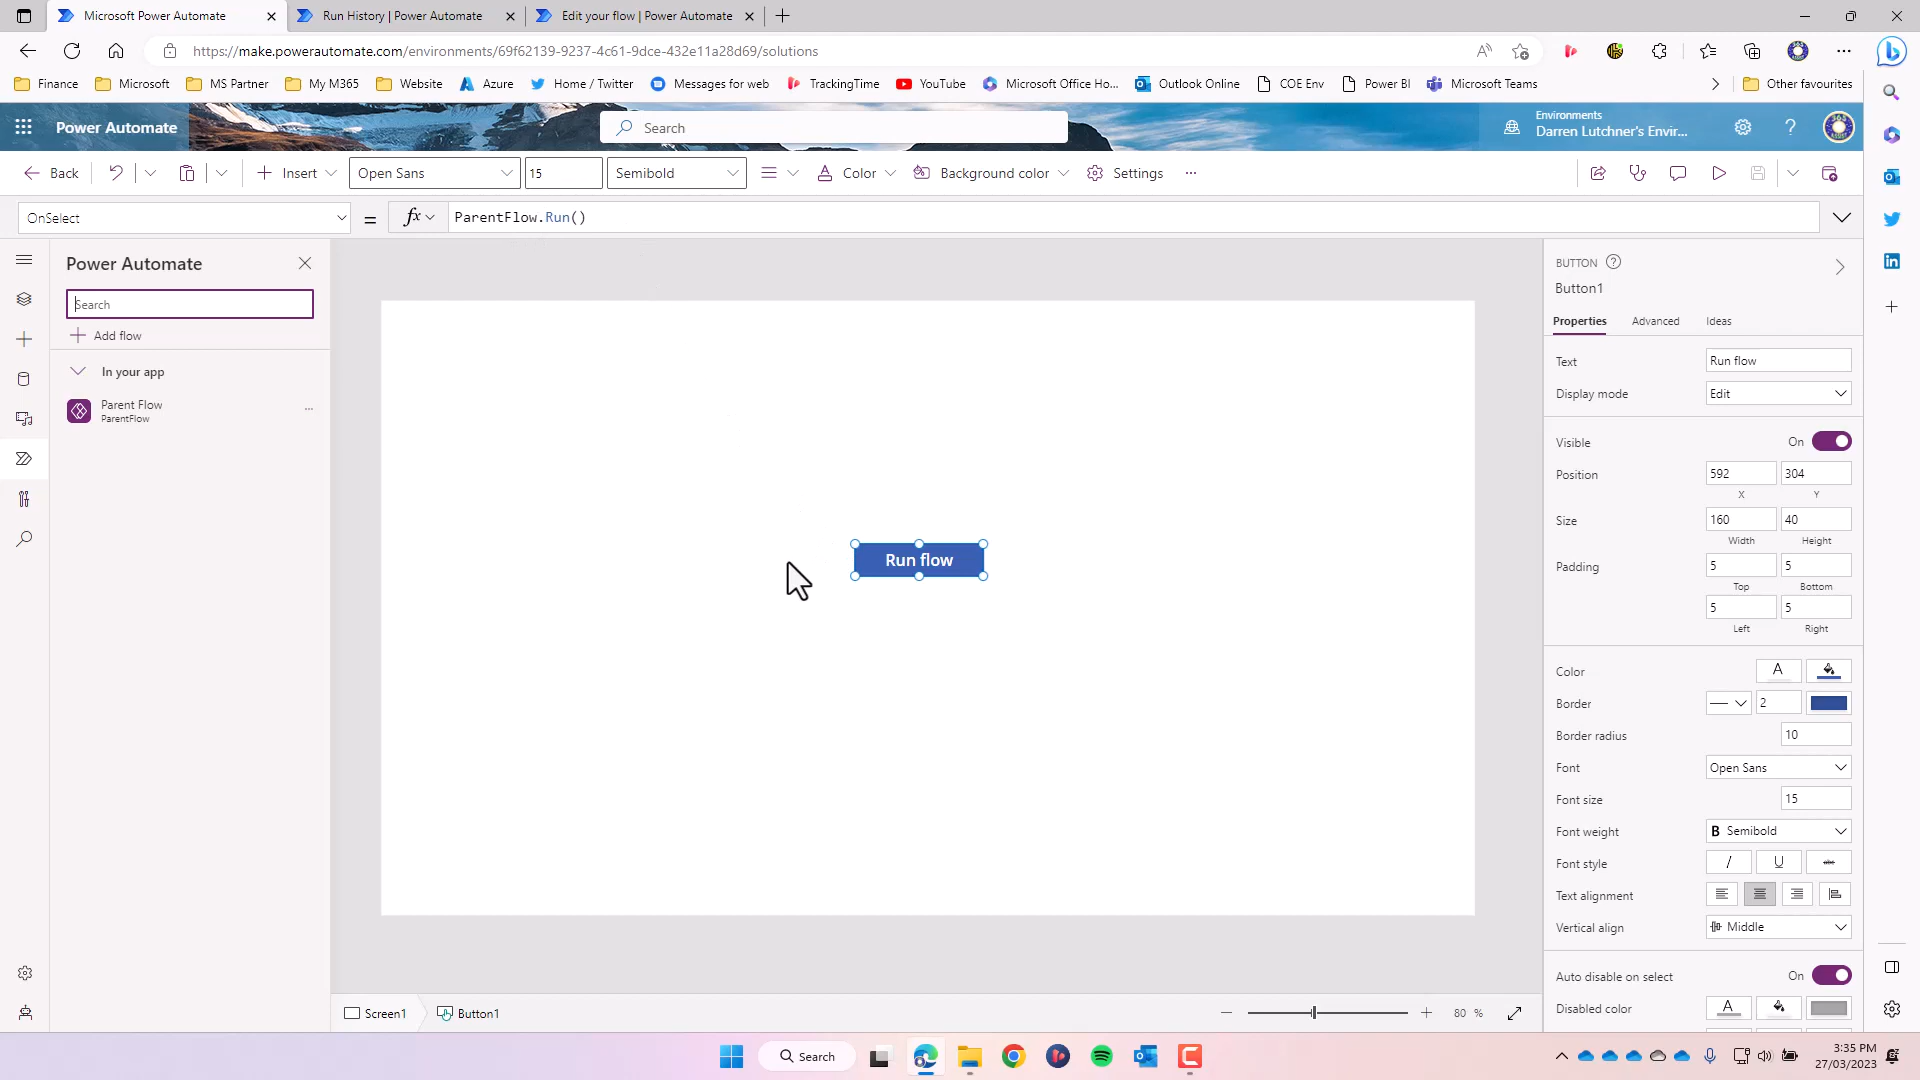 Microsoft Power Automate
Run History | Power Automate
Edit your flow | Power Automate
https://make.powerautomate.com/environments/69f62139-9237-4c61-9dce-432e11a28d69/solutions
Finance
Microsoft
MS Partner
My M365
Website
Azure
Home / Twitter
Messages for web
TrackingTime
YouTube
Microsoft Office Ho...
Outlook Online
COE Env
Power BI
Microsoft Teams
Other favourites
Power Automate
Search
Environments
Darren Lutchner's Envir...
Back
Insert
Open Sans
15
Semibold
Color
Background color
Settings
OnSelect
= fx
ParentFlow.Run()
Power Automate
Search
Add flow
In your app
Parent Flow
ParentFlow
Run flow
BUTTON
Button1
Properties
Advanced
Ideas
Text
Run flow
Display mode
Edit
Visible
On
Position
592
304
X
Y
Size
160
40
Width
Height
Padding
5
5
Top
Bottom
5
5
Left
Right
Color
A
Border
2
Border radius
10
Font
Open Sans
Font size
15
Font weight
B Semibold
Font style
/
U
abc
Text alignment
Vertical align
Middle
Auto disable on select
On
Disabled color
A
Screen1
Button1
80 %
Search
3:35 PM
27/03/2023